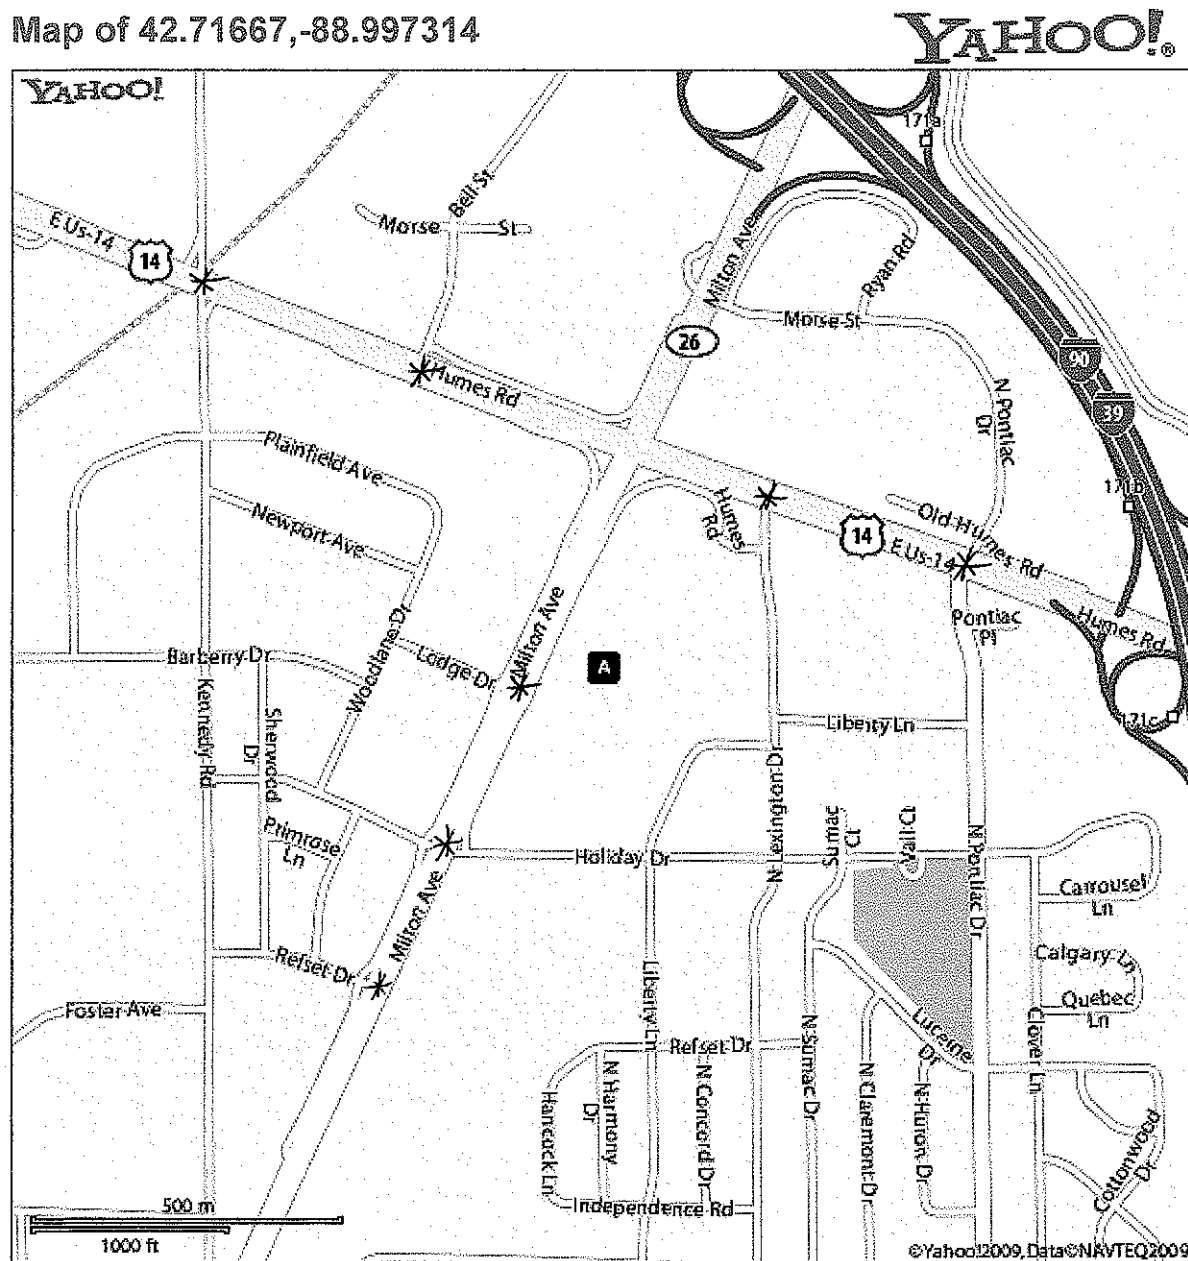 Map of 42.71667,-88.997314
YAHOO!®
YAHOO!
171a
Bell St
Morse St
E Us-14
14
Milton Ave
Ryan Rd
Morse St
26
90
Humes Rd
N Pontiac Dr
39
Plainfield Ave
171b
Humes Rd
Newport Ave
Old Humes Rd
14
E Us-14
Milton Ave
Woodlane Dr
Pontiac Pl
Humes Rd
Barberry Dr
Lodge Dr
A
Kennedy Rd
Sherwood Dr
171c
Liberty Ln
N Lexington Dr
Primrose Ln
Sumac Ct
Vail Ct
Holiday Dr
N Pontiac Dr
Carrousel Ln
Milton Ave
Calgary Ln
Refset Dr
Quebec Ln
Foster Ave
Liberty Ln
Lucerne Dr
Clover Ln
Refset Dr
N Sumac Dr
N Harmony Dr
Hancock Ln
N Concord Dr
N Claremont Dr
N Huron Dr
Cottonwood Dr
500 m
Independence Rd
1000 ft
©Yahoo!2009, Data©NAVTEQ2009